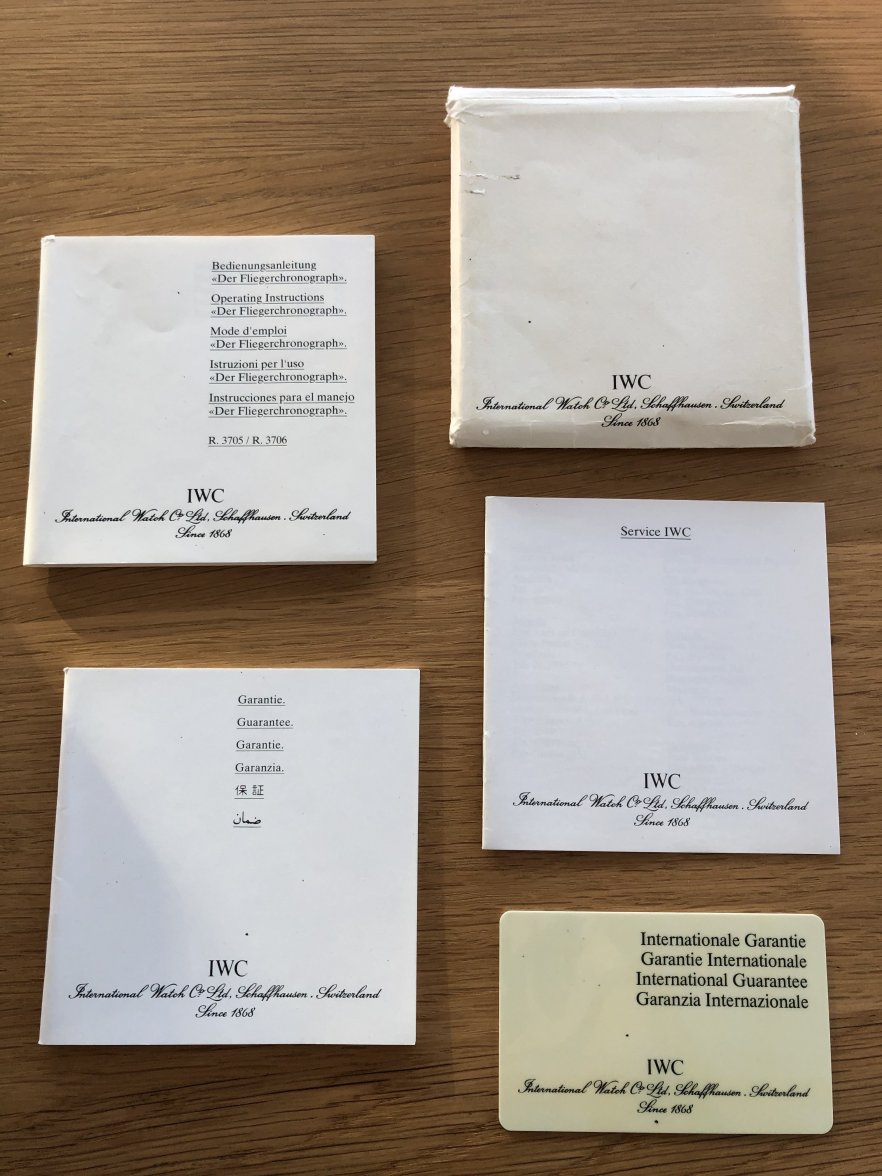 Bedienungsanleitung
«Der Fliegerchronograph».
Operating Instructions
«Der Fliegerchronograph».
Mode d'emploi
«Der Fliegerchronograph».
Istruzioni per l'uso
«Der Fliegerchronograph».
Instrucciones para el manejo
«Der Fliegerchronograph».
R. 3705 / R. 3706
IWC
International Watch Co Ltd, Schaffhausen . Switzerland
Since 1868
IWC
International Watch Co Ltd, Schaffhausen . Switzerland
Since 1868
Garantie.
Guarantee.
Garantie.
Garanzia.
保証
ضمان
IWC
International Watch Co Ltd, Schaffhausen . Switzerland
Since 1868
Service IWC
IWC
International Watch Co Ltd, Schaffhausen . Switzerland
Since 1868
Internationale Garantie
Garantie Internationale
International Guarantee
Garanzia Internazionale
IWC
International Watch Co Ltd, Schaffhausen . Switzerland
Since 1868